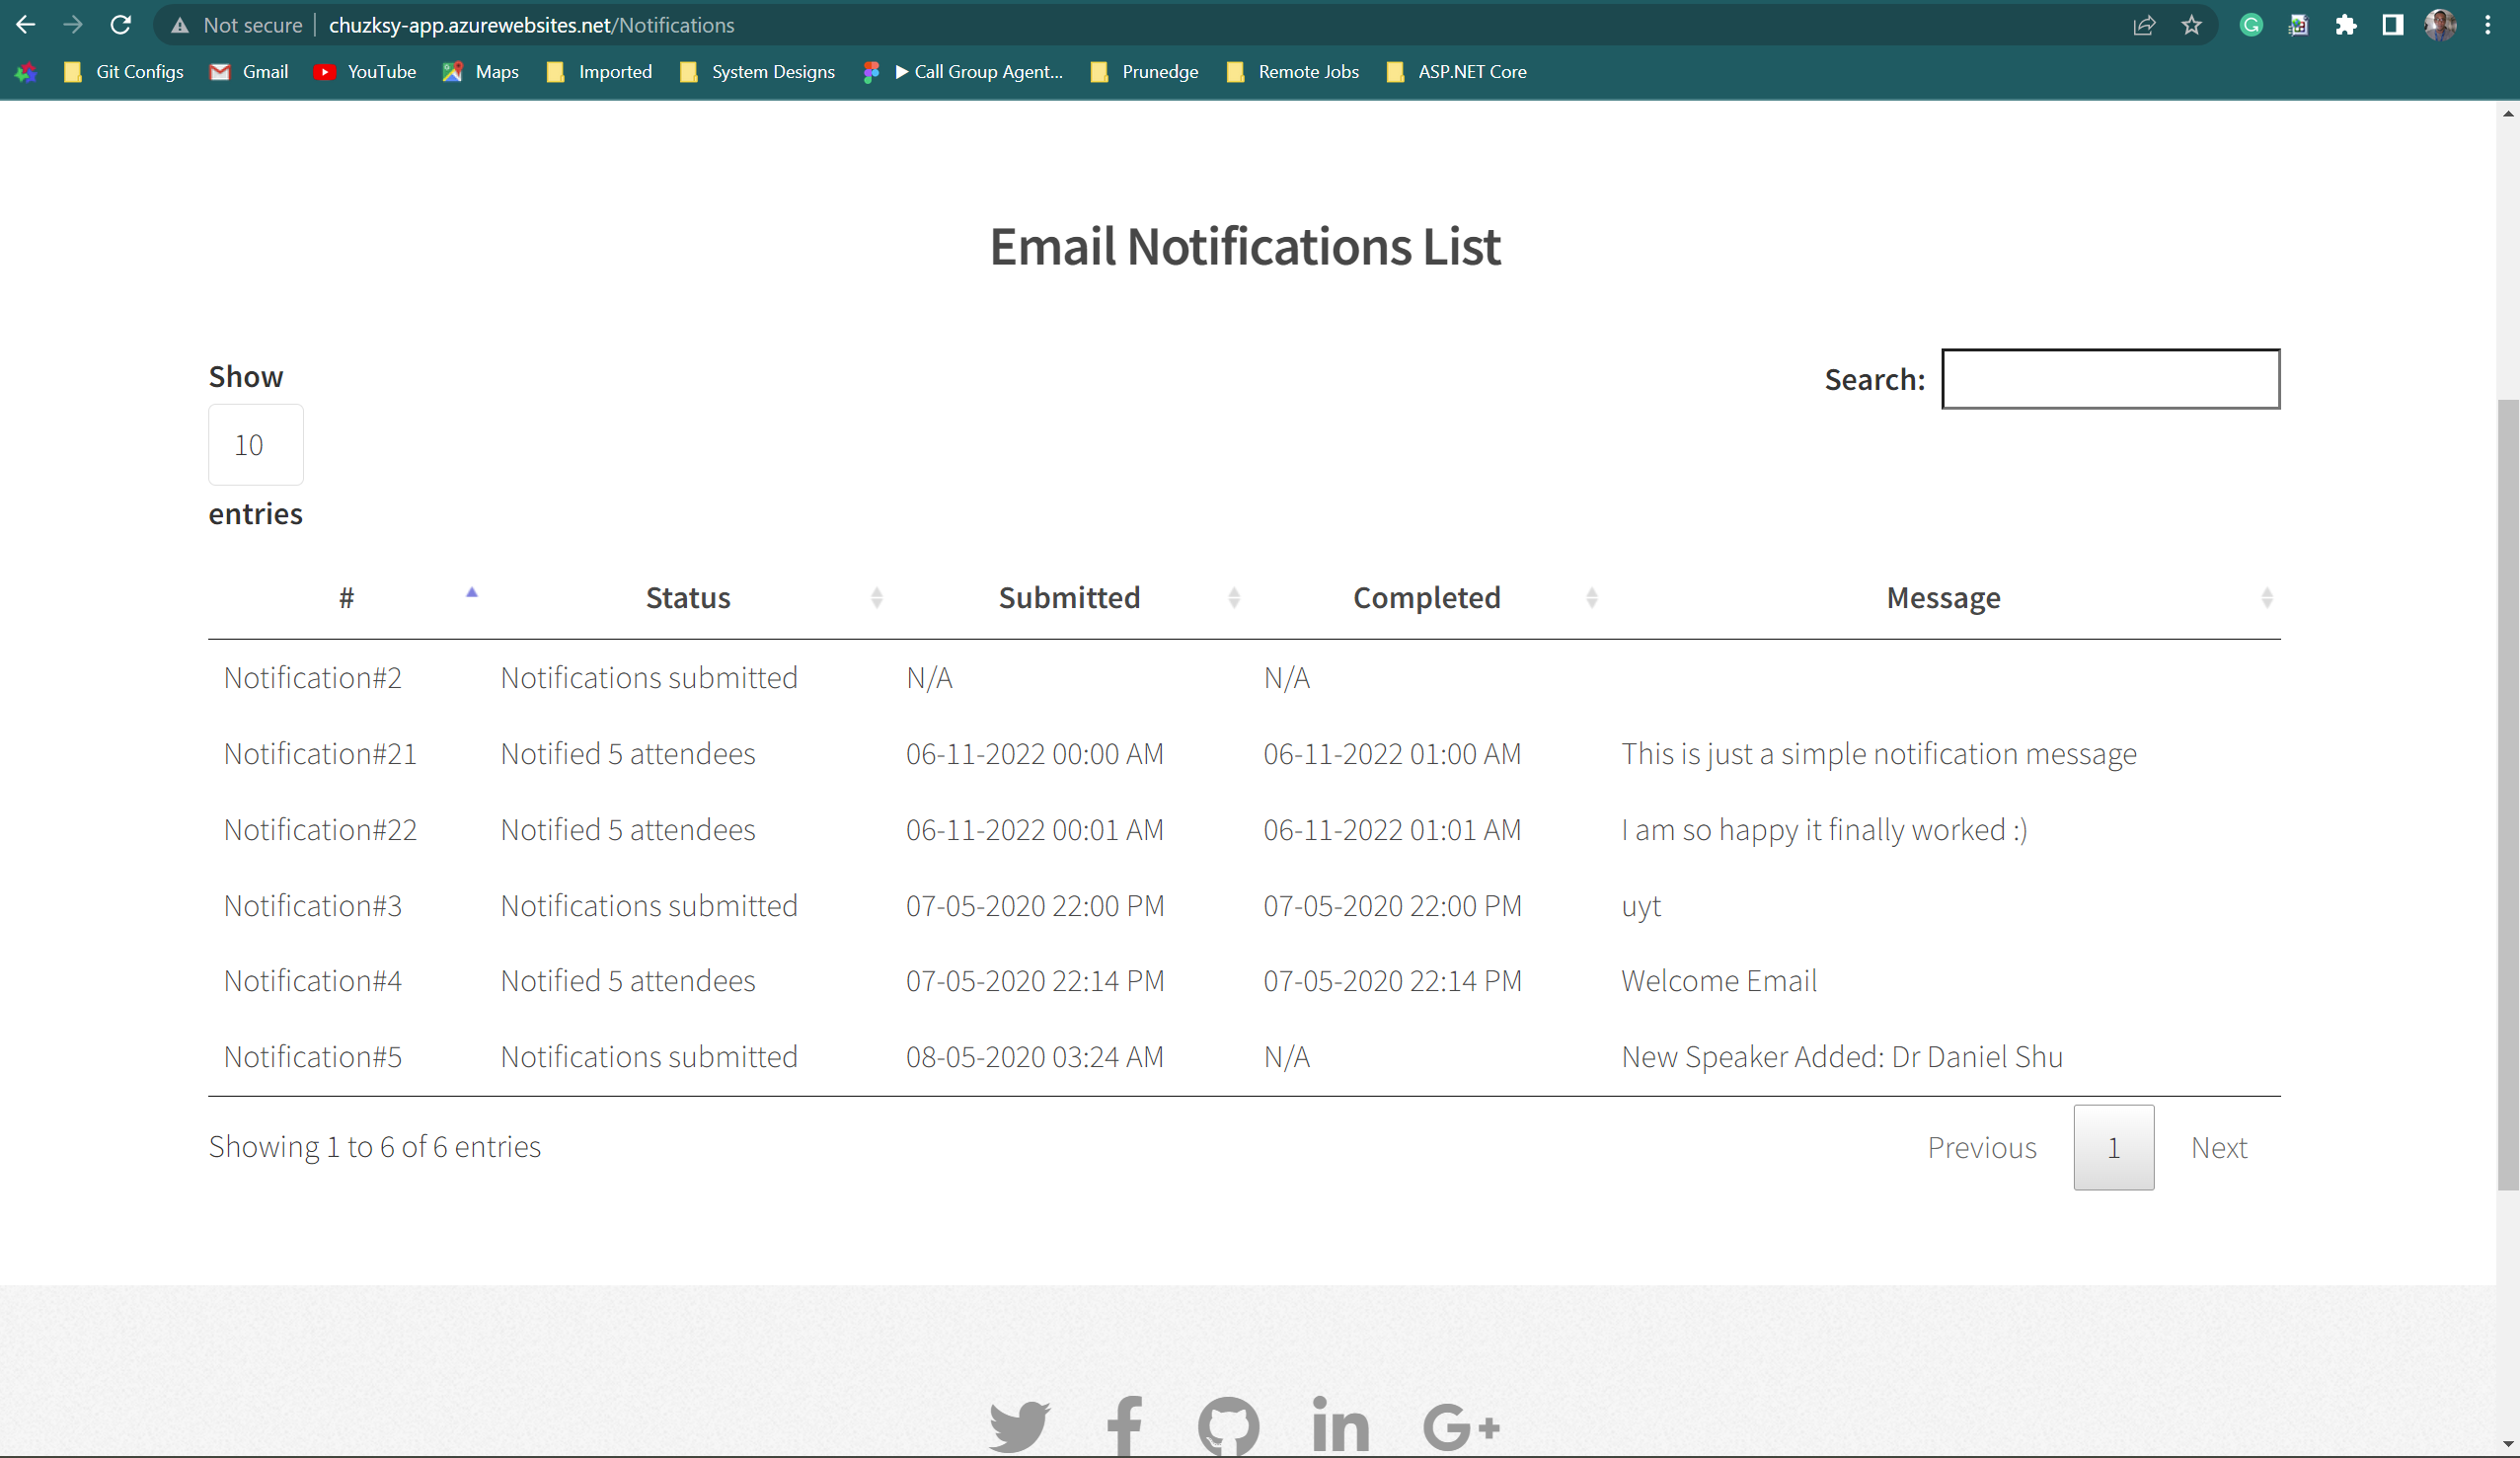 Not secure chuzksy-app.azurewebsites.net/Notifications
Git Configs Gmail YouTube Maps Imported System Designs Call Group Agent... Prunedge Remote Jobs ASP.NET Core
Email Notifications List
Show
10
entries
Search:
# Status Submitted Completed Message
Notification#2 Notifications submitted N/A N/A
Notification#21 Notified 5 attendees 06-11-2022 00:00 AM 06-11-2022 01:00 AM This is just a simple notification message
Notification#22 Notified 5 attendees 06-11-2022 00:01 AM 06-11-2022 01:01 AM I am so happy it finally worked :)
Notification#3 Notifications submitted 07-05-2020 22:00 PM 07-05-2020 22:00 PM uyt
Notification#4 Notified 5 attendees 07-05-2020 22:14 PM 07-05-2020 22:14 PM Welcome Email
Notification#5 Notifications submitted 08-05-2020 03:24 AM N/A New Speaker Added: Dr Daniel Shu
Showing 1 to 6 of 6 entries
Previous 1 Next